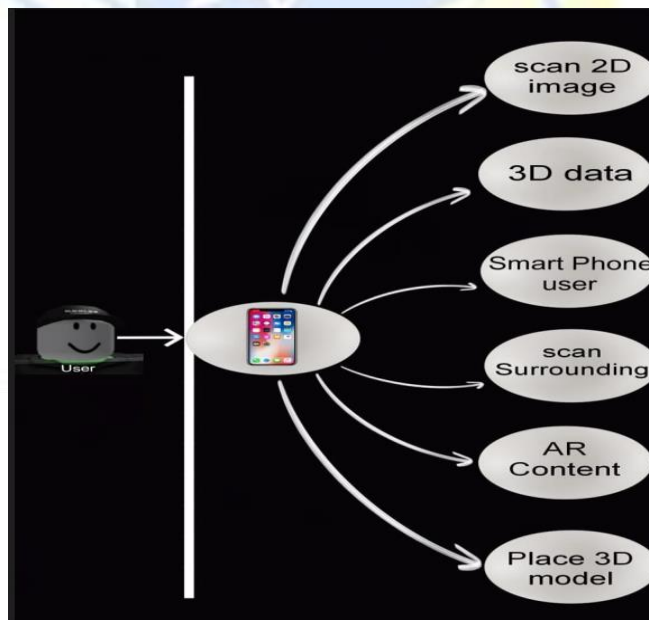 scan 2D
image
3D data
Smart Phone
user
scan
Surrounding
User
AR
Content
Place 3D
model